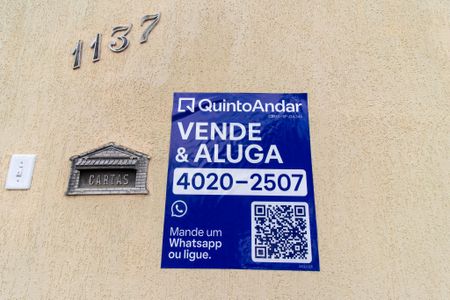 1137
QuintoAndar
VENDE
& ALUGA
4020-2507
CARTAS
Mande um
Whatsapp
ou ligue.